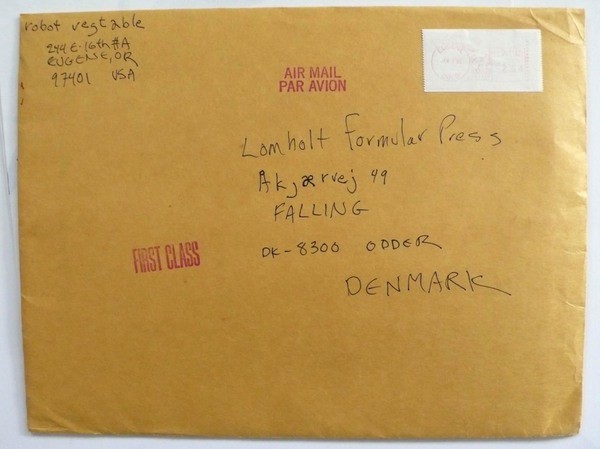 robot vegtable
244 E. 16th #A
EUGENE, OR
97401 USA
AIR MAIL
PAR AVION
Lomholt Formular Press
Akjærvej 49
FALLING
DK-8300 ODDER
DENMARK
FIRST CLASS